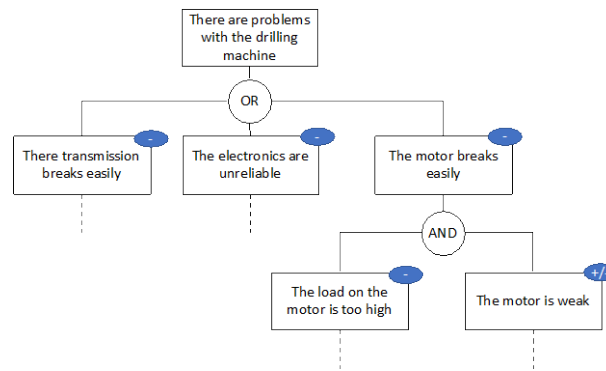 There are problems
with the drilling
machine
OR
-
-
-
There transmission
breaks easily
The electronics are
unreliable
The motor breaks
easily
AND
-
+/-
The load on the
motor is too high
The motor is weak